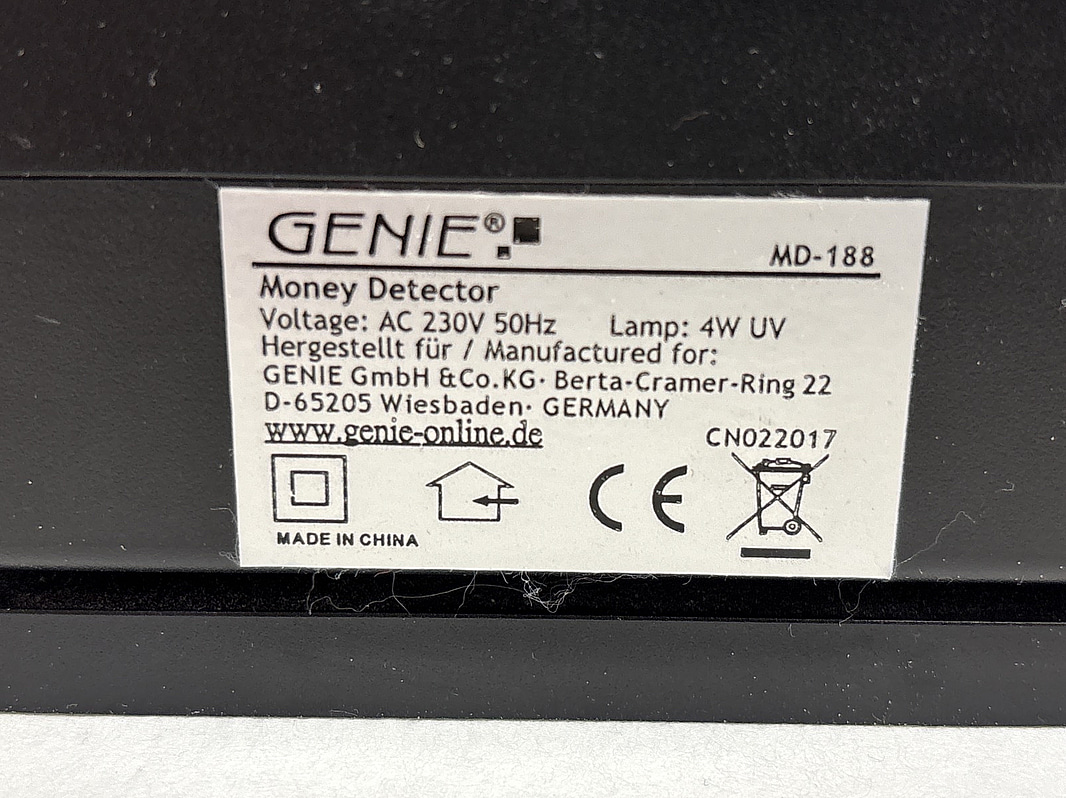 GENIE®
MD-188
Money Detector
Voltage: AC 230V 50Hz Lamp: 4W UV
Hergestellt für / Manufactured for:
GENIE GmbH &Co.KG· Berta-Cramer-Ring 22
D-65205 Wiesbaden· GERMANY
www.genie-online.de
CN022017
CE
MADE IN CHINA